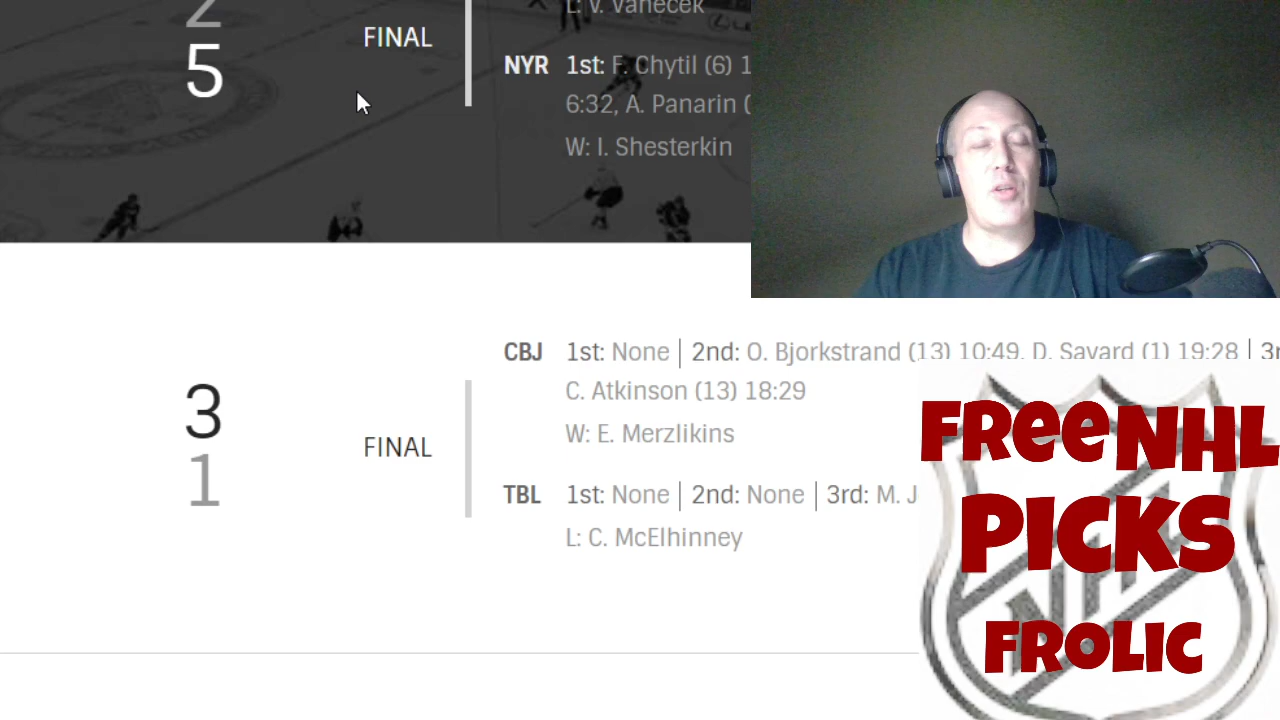 2
FINAL
5
L: V. Vanecek
NYR 1st: F. Chytil (6) 1
6:32, A. Panarin (
W: I. Shesterkin
3
FINAL
1
CBJ 1st: None | 2nd: O. Bjorkstrand (13) 10:49, D. Savard (1) 19:28 | 3r
C. Atkinson (13) 18:29
W: E. Merzlikins
TBL 1st: None | 2nd: None | 3rd: M. J
L: C. McElhinney
FREE NHL
PICKS
FROLIC
NHL